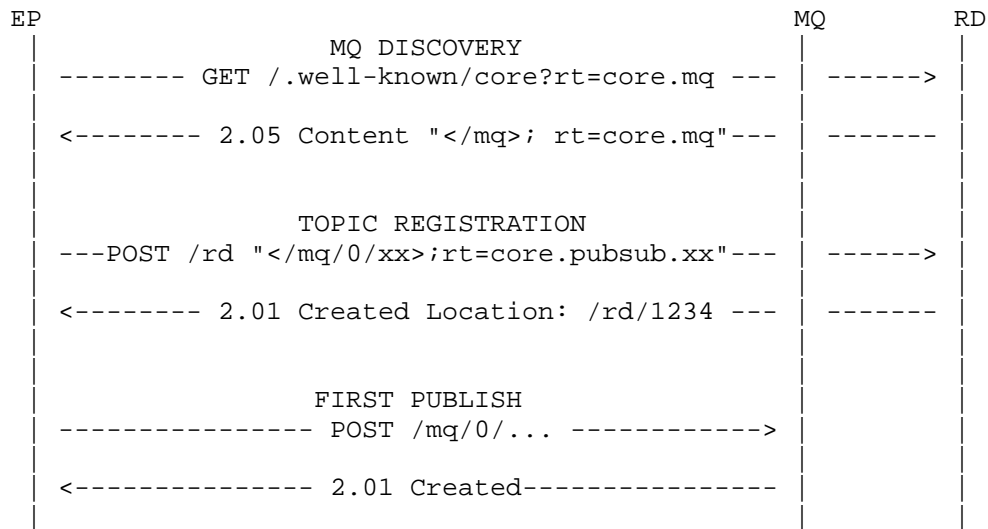 EP MQ RD
MQ DISCOVERY
-------- GET /.well-known/core?rt=core.mq --- | ------>
<-------- 2.05 Content "</mq>; rt=core.mq"--- | -------
TOPIC REGISTRATION
---POST /rd "</mq/0/xx>;rt=core.pubsub.xx"--- | ------>
<-------- 2.01 Created Location: /rd/1234 --- | -------
FIRST PUBLISH
---------------- POST /mq/0/... ------------>
<--------------- 2.01 Created----------------